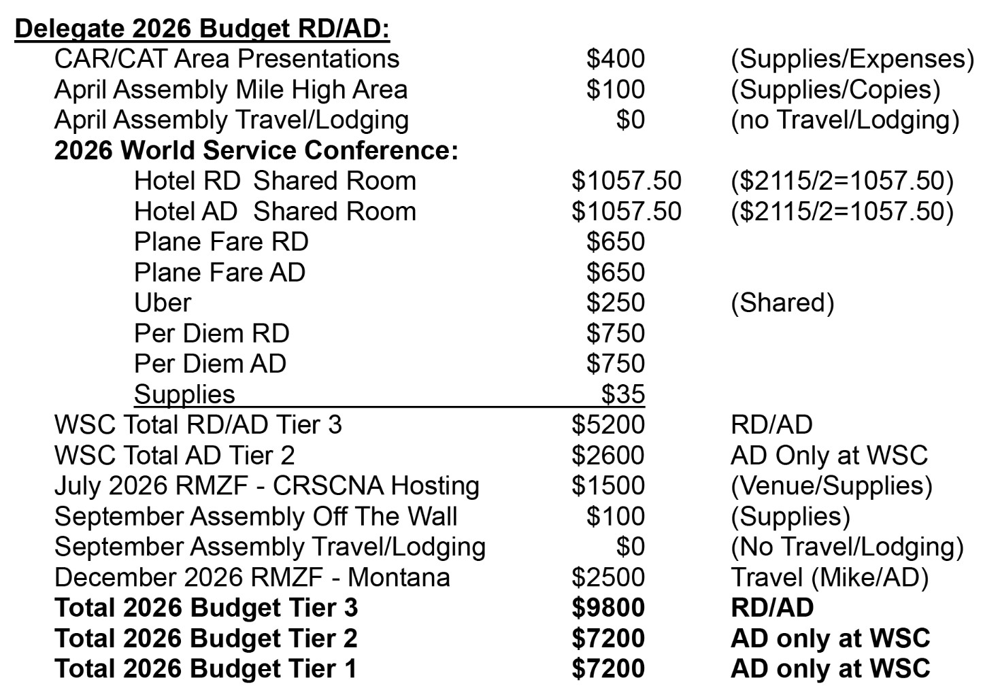 Delegate 2026 Budget RD/AD:
CAR/CAT Area Presentations $400 (Supplies/Expenses)
April Assembly Mile High Area $100 (Supplies/Copies)
April Assembly Travel/Lodging $0 (no Travel/Lodging)
2026 World Service Conference:
Hotel RD Shared Room $1057.50 ($2115/2=1057.50)
Hotel AD Shared Room $1057.50 ($2115/2=1057.50)
Plane Fare RD $650
Plane Fare AD $650
Uber $250 (Shared)
Per Diem RD $750
Per Diem AD $750
Supplies $35
WSC Total RD/AD Tier 3 $5200 RD/AD
WSC Total AD Tier 2 $2600 AD Only at WSC
July 2026 RMZF - CRSCNA Hosting $1500 (Venue/Supplies)
September Assembly Off The Wall $100 (Supplies)
September Assembly Travel/Lodging $0 (No Travel/Lodging)
December 2026 RMZF - Montana $2500 Travel (Mike/AD)
Total 2026 Budget Tier 3 $9800 RD/AD
Total 2026 Budget Tier 2 $7200 AD only at WSC
Total 2026 Budget Tier 1 $7200 AD only at WSC